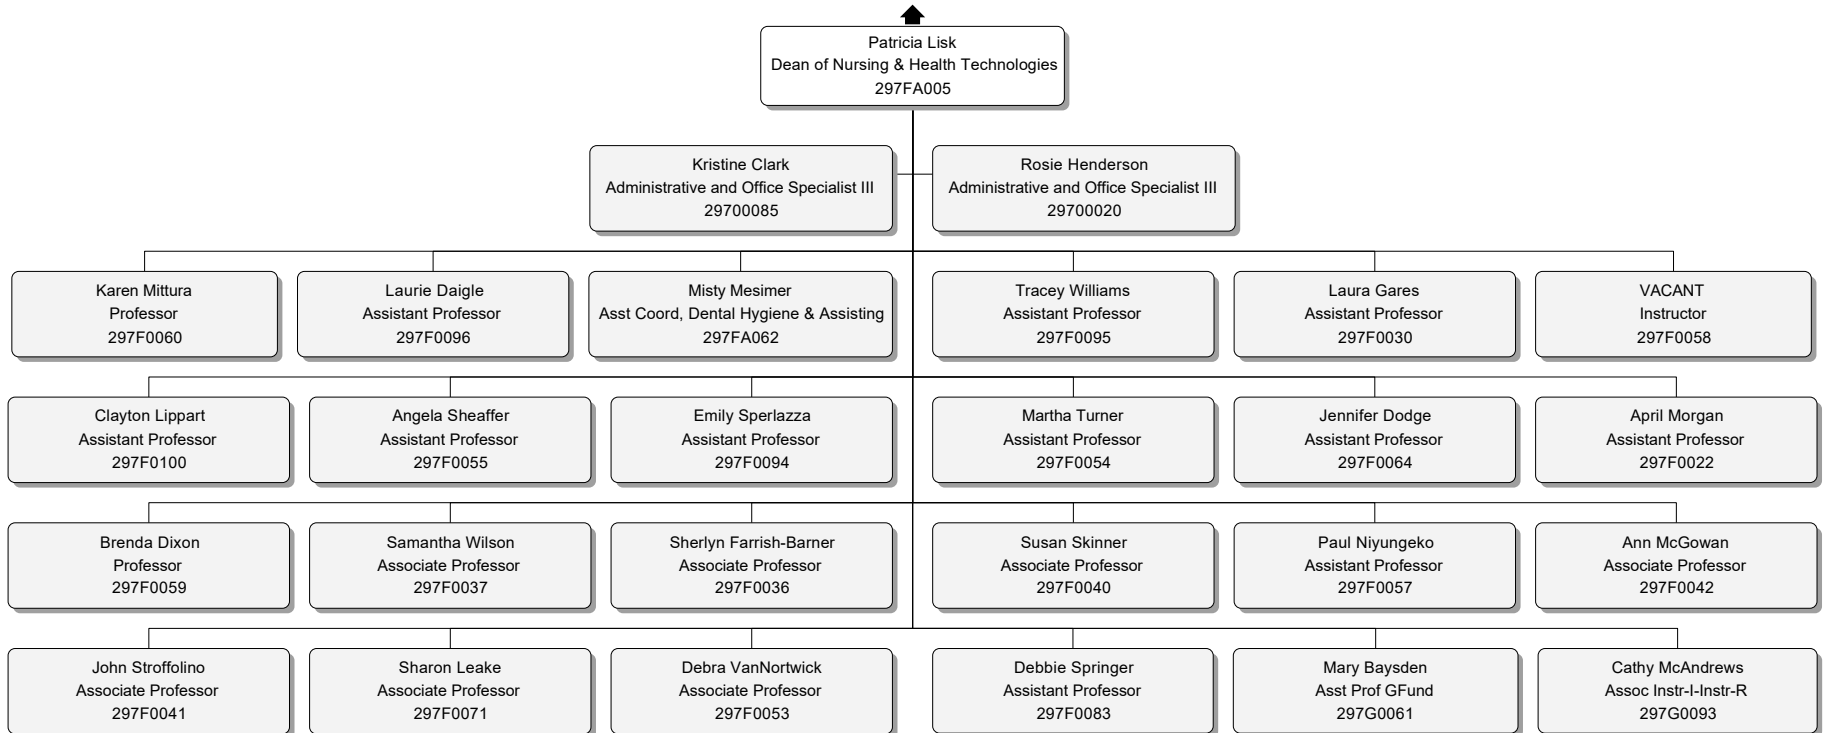 Patricia Lisk
Dean of Nursing & Health Technologies
297FA005
Kristine Clark
Administrative and Office Specialist III
29700085
Rosie Henderson
Administrative and Office Specialist III
29700020
Karen Mittura
Professor
297F0060
Laurie Daigle
Assistant Professor
297F0096
Misty Mesimer
Asst Coord, Dental Hygiene & Assisting
297FA062
Tracey Williams
Assistant Professor
297F0095
Laura Gares
Assistant Professor
297F0030
VACANT
Instructor
297F0058
Clayton Lippart
Assistant Professor
297F0100
Angela Sheaffer
Assistant Professor
297F0055
Emily Sperlazza
Assistant Professor
297F0094
Martha Turner
Assistant Professor
297F0054
Jennifer Dodge
Assistant Professor
297F0064
April Morgan
Assistant Professor
297F0022
Brenda Dixon
Professor
297F0059
Samantha Wilson
Associate Professor
297F0037
Sherlyn Farrish-Barner
Associate Professor
297F0036
Susan Skinner
Associate Professor
297F0040
Paul Niyungeko
Assistant Professor
297F0057
Ann McGowan
Associate Professor
297F0042
John Stroffolino
Associate Professor
297F0041
Sharon Leake
Associate Professor
297F0071
Debra VanNortwick
Associate Professor
297F0053
Debbie Springer
Assistant Professor
297F0083
Mary Baysden
Asst Prof GFund
297G0061
Cathy McAndrews
Assoc Instr-I-Instr-R
297G0093